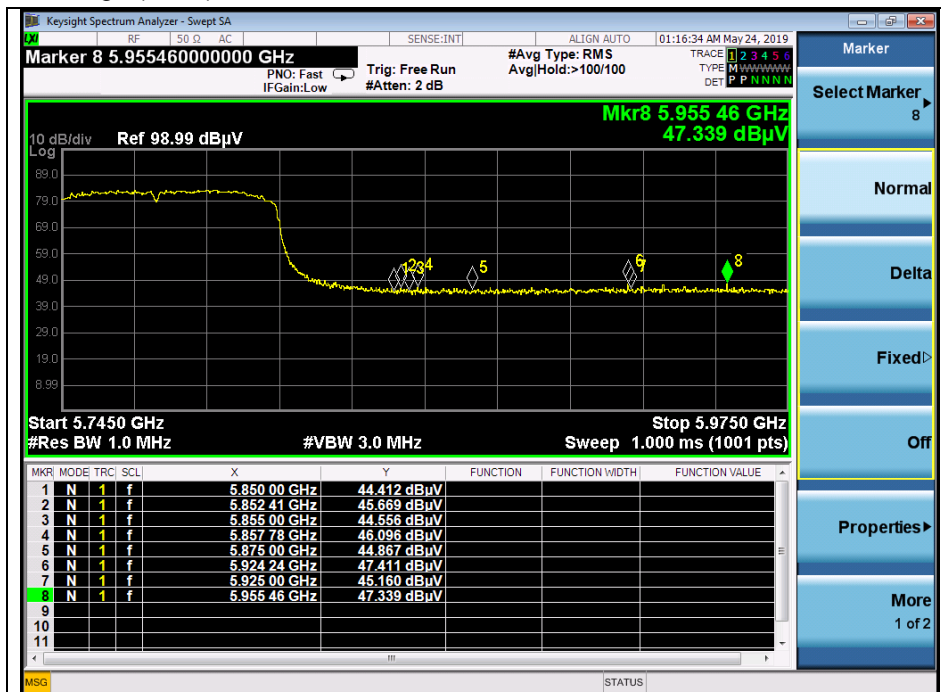 Keysight Spectrum Analyzer - Swept SA
LXI RF 50 Ω AC SENSE:INT ALIGN AUTO 01:16:34 AM May 24, 2019
Marker 8 5.955460000000 GHz
PNO: Fast
IFGain:Low
Trig: Free Run
#Atten: 2 dB
#Avg Type: RMS
Avg|Hold:>100/100
TRACE 1 2 3 4 5 6
TYPE M WWWWW
DET P P N N N N
Mkr8 5.955 46 GHz
47.339 dBµV
10 dB/div Ref 98.99 dBµV
Log
89.0
79.0
69.0
59.0
49.0
39.0
29.0
19.0
8.99
1 2 3 4 5 6 7 8
Start 5.7450 GHz Stop 5.9750 GHz
#Res BW 1.0 MHz #VBW 3.0 MHz Sweep 1.000 ms (1001 pts)
MKR MODE TRC SCL X Y FUNCTION FUNCTION WIDTH FUNCTION VALUE
1 N 1 f 5.850 00 GHz 44.412 dBµV
2 N 1 f 5.852 41 GHz 45.669 dBµV
3 N 1 f 5.855 00 GHz 44.556 dBµV
4 N 1 f 5.857 78 GHz 46.096 dBµV
5 N 1 f 5.875 00 GHz 44.867 dBµV
6 N 1 f 5.924 24 GHz 47.411 dBµV
7 N 1 f 5.925 00 GHz 45.160 dBµV
8 N 1 f 5.955 46 GHz 47.339 dBµV
9
10
11
MSG STATUS
Marker
Select Marker
8
Normal
Delta
Fixed
Off
Properties
More
1 of 2